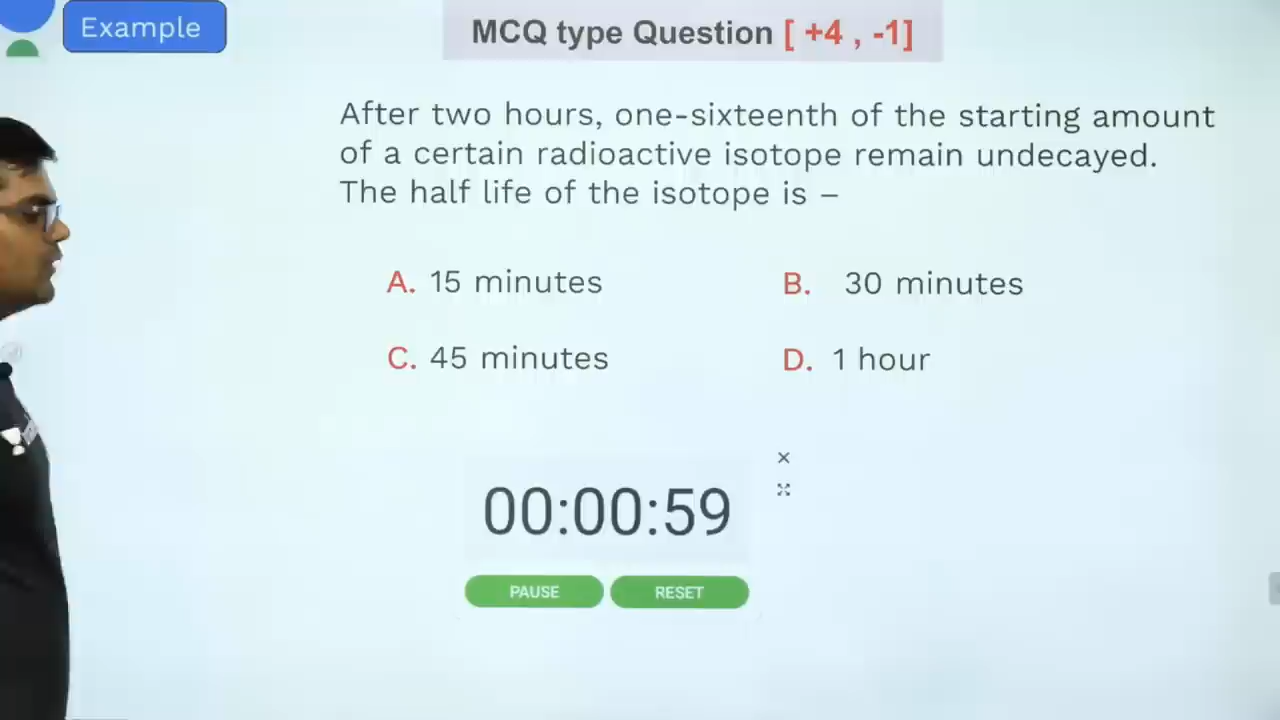 Example
MCQ type Question [ +4 , -1]
After two hours, one-sixteenth of the starting amount
of a certain radioactive isotope remain undecayed.
The half life of the isotope is –
A. 15 minutes
B. 30 minutes
C. 45 minutes
D. 1 hour
00:00:59
PAUSE
RESET